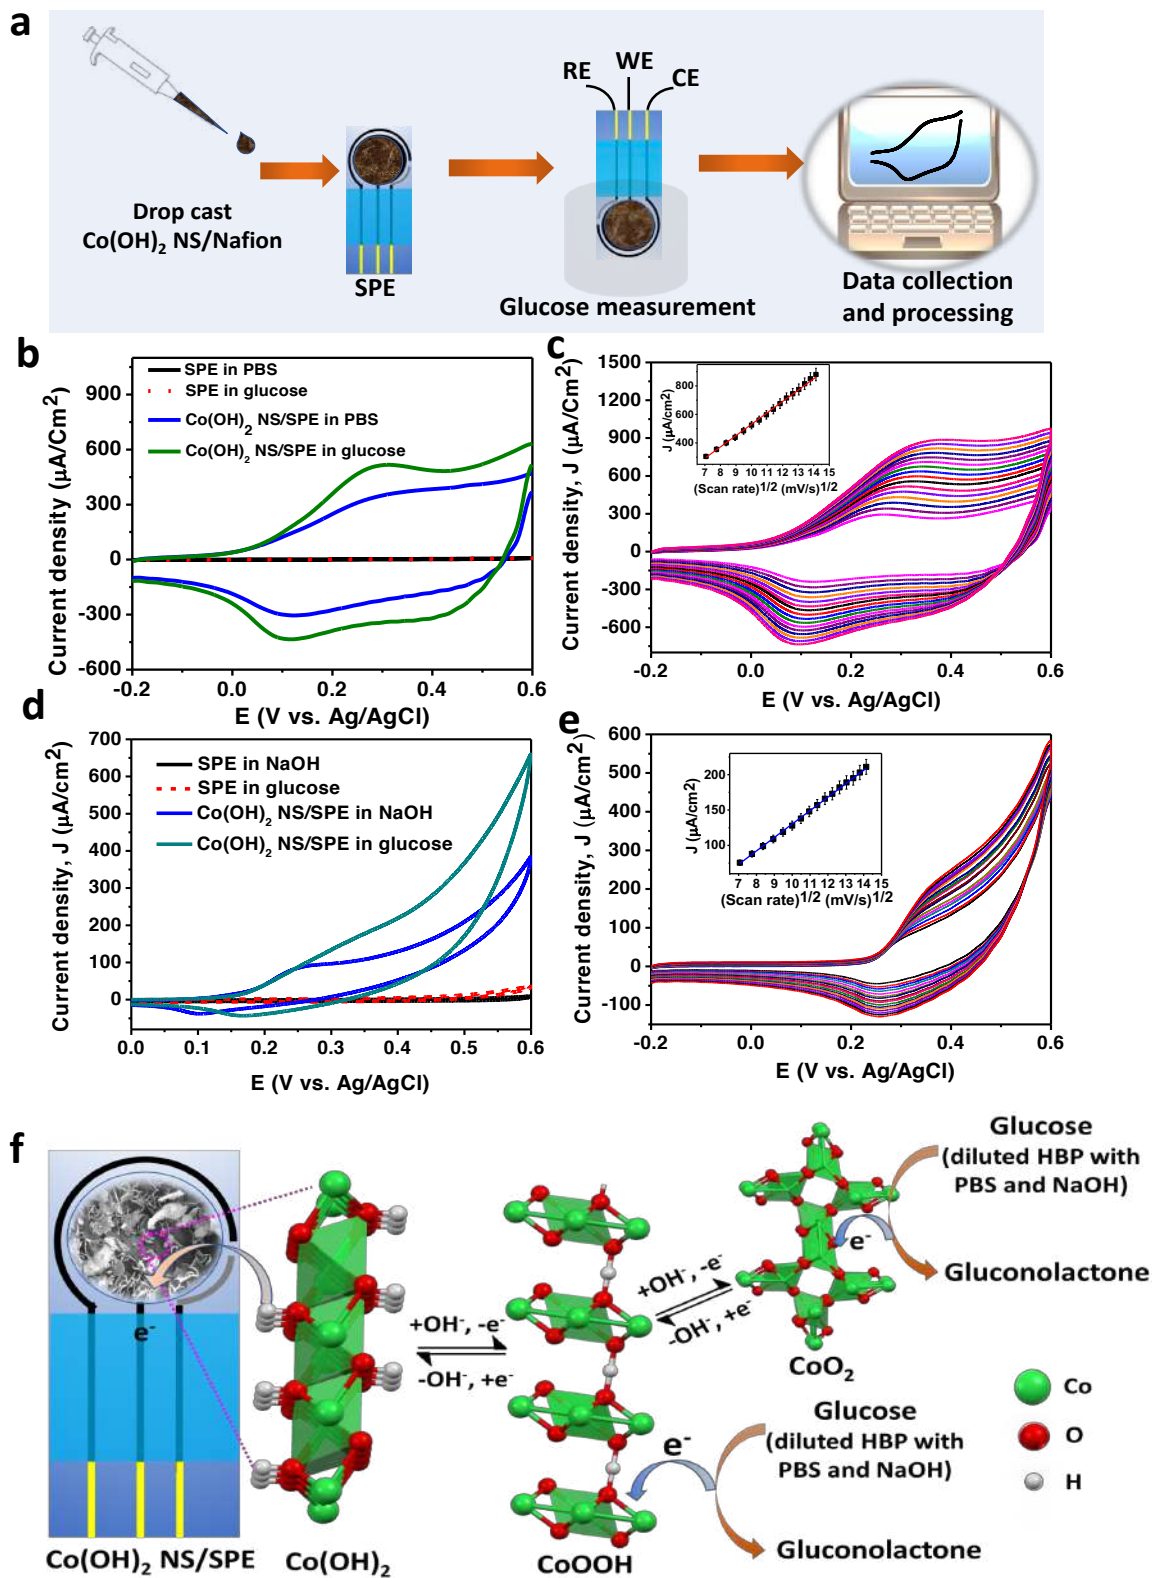 a
RE
WE
CE
Drop cast
Co(OH)2 NS/Nafion
SPE
Glucose measurement
Data collection
and processing
b
Current density (μA/Cm2)
900
600
300
0
-300
-600
-0.2
0.0
0.2
0.4
0.6
E (V vs. Ag/AgCl)
SPE in PBS
SPE in glucose
Co(OH)2 NS/SPE in PBS
Co(OH)2 NS/SPE in glucose
c
Current density, J (μA/Cm2)
1500
1200
900
600
300
0
-300
-600
-0.2
0.0
0.2
0.4
0.6
E (V vs. Ag/AgCl)
J (μA/cm2)
800
600
400
7 8 9 10 11 12 13 14 15
(Scan rate)1/2 (mV/s)1/2
d
Current density, J (μA/cm2)
700
600
500
400
300
200
100
0
0.0
0.1
0.2
0.3
0.4
0.5
0.6
E (V vs. Ag/AgCl)
SPE in NaOH
SPE in glucose
Co(OH)2 NS/SPE in NaOH
Co(OH)2 NS/SPE in glucose
e
Current density, J (μA/cm2)
600
500
400
300
200
100
0
-100
-0.2
0.0
0.2
0.4
0.6
E (V vs. Ag/AgCl)
J (μA/cm2)
200
150
100
7 8 9 10 11 12 13 14 15
(Scan rate)1/2 (mV/s)1/2
f
e-
Co(OH)2 NS/SPE
Co(OH)2
+OH-, -e-
-OH-, +e-
CoOOH
+OH-, -e-
-OH-, +e-
CoO2
Glucose
(diluted HBP with
PBS and NaOH)
e-
Gluconolactone
Glucose
(diluted HBP with
PBS and NaOH)
e-
Gluconolactone
Co
O
H